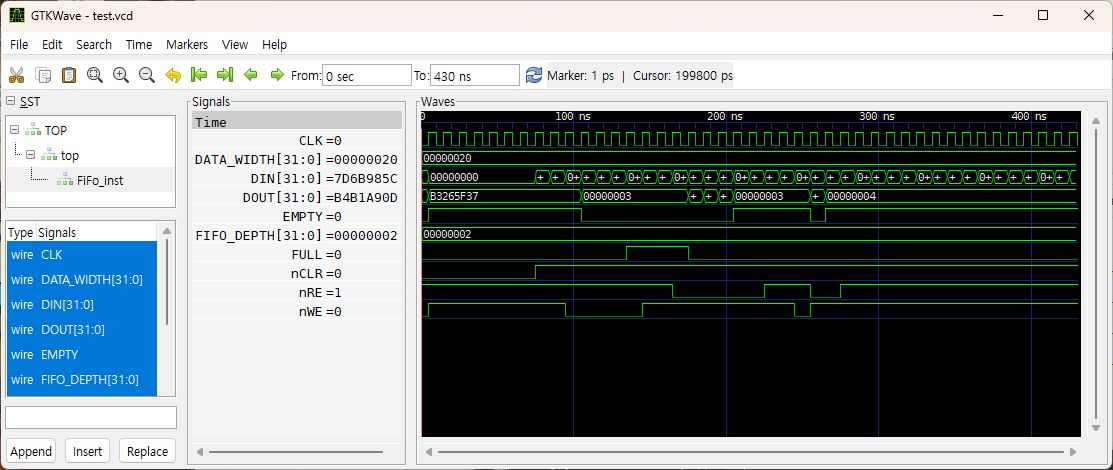 GTKWave - test.vcd
File Edit Search Time Markers View Help
From: 0 sec To: 430 ns Marker: 1 ps | Cursor: 199800 ps
SST
TOP
top
FiFo_inst
Type Signals
wire CLK
wire DATA_WIDTH[31:0]
wire DIN[31:0]
wire DOUT[31:0]
wire EMPTY
wire FIFO_DEPTH[31:0]
Append Insert Replace
Signals
Time
CLK =0
DATA_WIDTH[31:0] =00000020
DIN[31:0] =7D6B985C
DOUT[31:0] =B4B1A90D
EMPTY =0
FIFO_DEPTH[31:0] =00000002
FULL =0
nCLR =0
nRE =1
nWE =0
Waves
0 100 ns 200 ns 300 ns 400 ns
00000020
00000000 + + 0+ + + + 0+ + + 0+ + + + 0+ + + 0+ + + + 0+ + + 0+ + + + 0+ + + 0+ + + + 0+
B3265F37 00000003 + + + 00000003 + 00000004
00000002